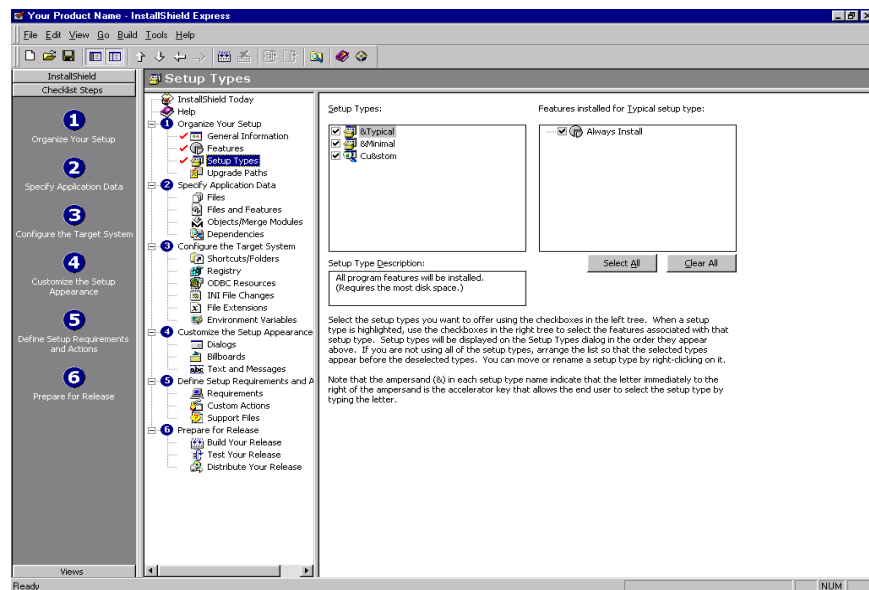 Your Product Name - InstallShield Express
File Edit View Go Build Tools Help
InstallShield
Checklist Steps
1
Organize Your Setup
2
Specify Application Data
3
Configure the Target System
4
Customize the Setup
Appearance
5
Define Setup Requirements
and Actions
6
Prepare for Release
Views
Setup Types
InstallShield Today
Help
1 Organize Your Setup
General Information
Features
Setup Types
Upgrade Paths
2 Specify Application Data
Files
Files and Features
Objects/Merge Modules
Dependencies
3 Configure the Target System
Shortcuts/Folders
Registry
ODBC Resources
INI File Changes
File Extensions
Environment Variables
4 Customize the Setup Appearance
Dialogs
Billboards
abc Text and Messages
5 Define Setup Requirements and A
Requirements
Custom Actions
Support Files
6 Prepare for Release
Build Your Release
Test Your Release
Distribute Your Release
Setup Types:
&Typical
&Minimal
Cu&stom
Features installed for Typical setup type:
Always Install
Setup Type Description:
All program features will be installed.
(Requires the most disk space.)
Select All
Clear All
Select the setup types you want to offer using the checkboxes in the left tree. When a setup
type is highlighted, use the checkboxes in the right tree to select the features associated with that
setup type. Setup types will be displayed on the Setup Types dialog in the order they appear
above. If you are not using all of the setup types, arrange the list so that the selected types
appear before the deselected types. You can move or rename a setup type by right-clicking on it.
Note that the ampersand (&) in each setup type name indicate that the letter immediately to the
right of the ampersand is the accelerator key that allows the end user to select the setup type by
typing the letter.
Ready
NUM